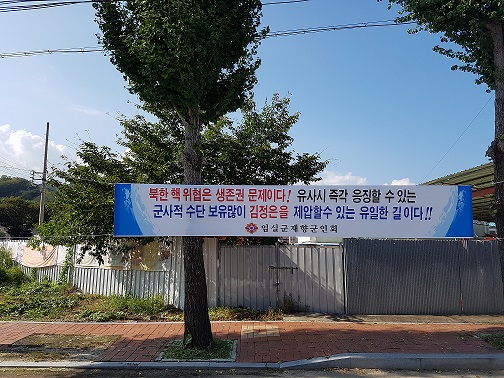 북한 핵 위협은 생존권 문제이다! 유사시 즉각 응징할 수 있는
군사적 수단 보유많이 김정은을 제압할수 있는 유일한 길 이다!!
임실군재향군인회